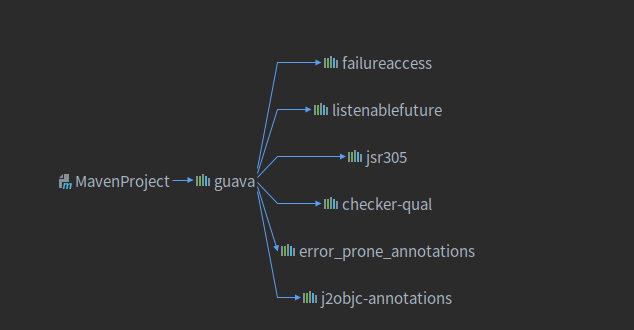 failureaccess
listenablefuture
jsr305
MavenProject guava
checker-qual
error_prone_annotations
j2objc-annotations